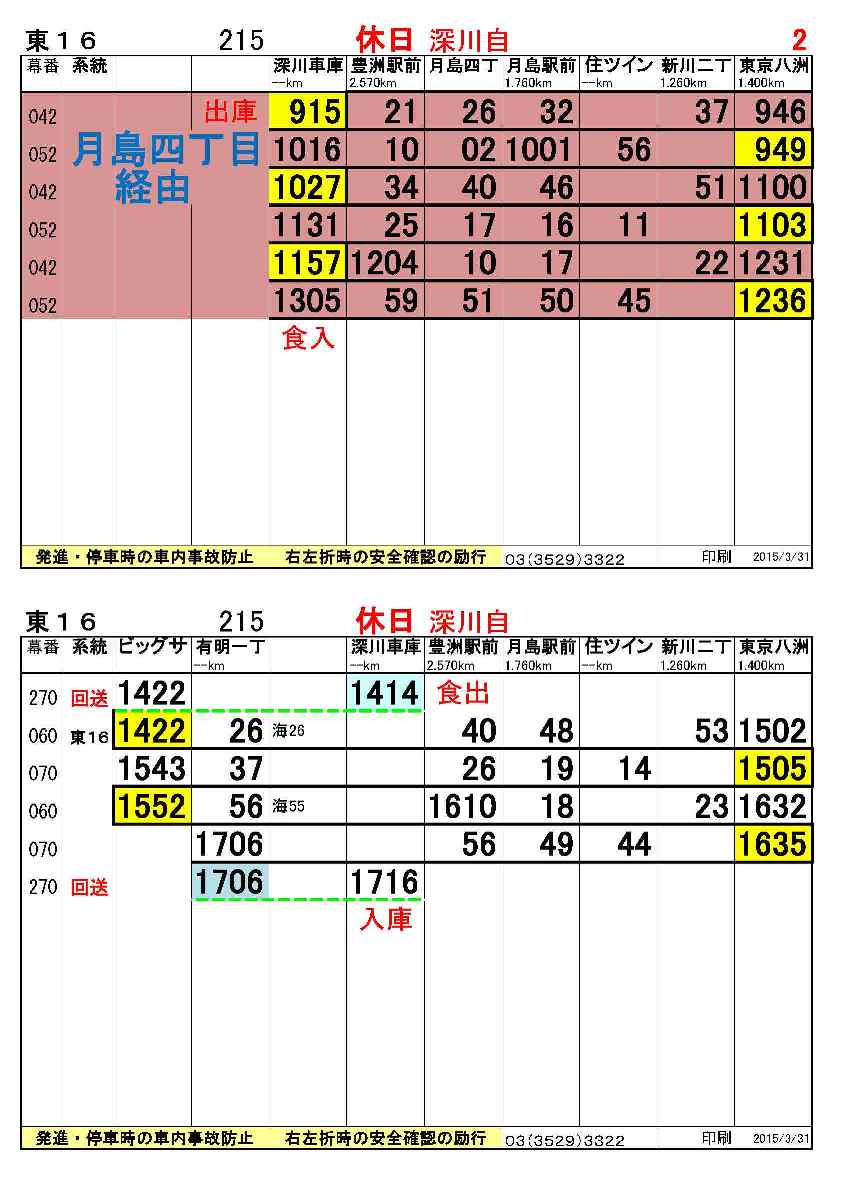 東１６ 215 休日 深川自 2
幕番 系統 深川車庫 豊洲駅前 月島四丁 月島駅前 住ツイン 新川二丁 東京八洲
--km 2.570km 1.760km --km 1.260km 1.400km
042 出庫 915 21 26 32 37 946
052 月島四丁目 1016 10 02 1001 56 949
042 経由 1027 34 40 46 51 1100
052 1131 25 17 16 11 1103
042 1157 1204 10 17 22 1231
052 1305 59 51 50 45 1236
食入
発進・停車時の車内事故防止 右左折時の安全確認の励行 03(3529)3322 印刷 2015/3/31
東１６ 215 休日 深川自
幕番 系統 ビッグサ 有明一丁 深川車庫 豊洲駅前 月島駅前 住ツイン 新川二丁 東京八洲
--km --km 2.570km 1.760km --km 1.260km 1.400km
270 回送 1422 1414 食出
060 東16 1422 26 海26 40 48 53 1502
070 1543 37 26 19 14 1505
060 1552 56 海55 1610 18 23 1632
070 1706 56 49 44 1635
270 回送 1706 1716
入庫
発進・停車時の車内事故防止 右左折時の安全確認の励行 03(3529)3322 印刷 2015/3/31